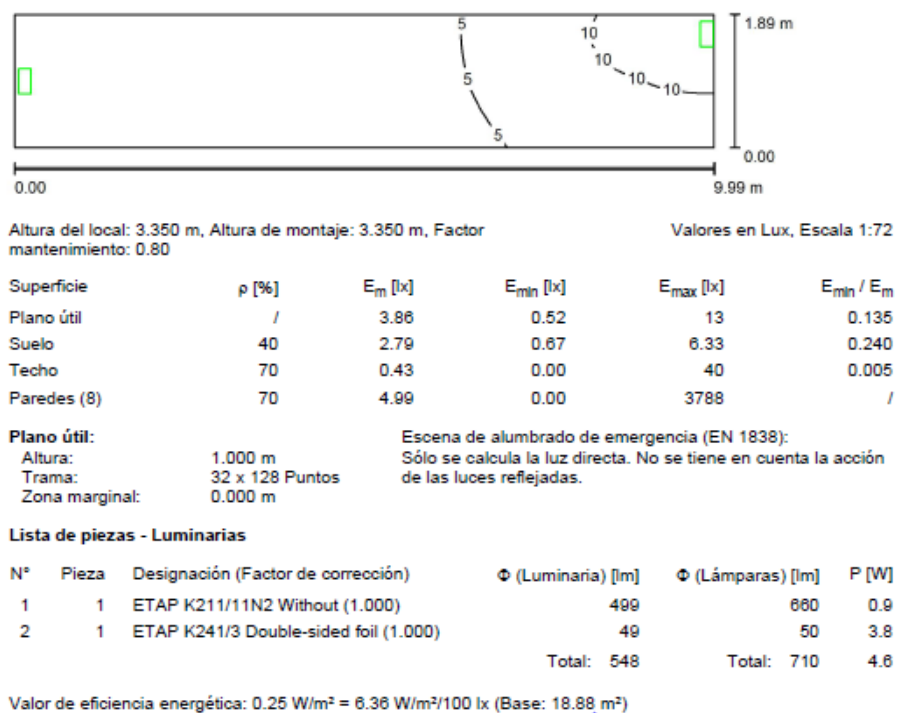 5
10
1.89 m
10
5
10
10
5
0.00
0.00
9.99 m
Altura del local: 3.350 m, Altura de montaje: 3.350 m, Factor
mantenimiento: 0.80
Valores en Lux, Escala 1:72
Superficie ρ [%] Em [lx] Emin [lx] Emax [lx] Emin / Em
Plano útil / 3.86 0.52 13 0.135
Suelo 40 2.79 0.67 6.33 0.240
Techo 70 0.43 0.00 40 0.005
Paredes (8) 70 4.99 0.00 3788 /
Plano útil:
Altura: 1.000 m
Trama: 32 x 128 Puntos
Zona marginal: 0.000 m
Escena de alumbrado de emergencia (EN 1838):
Sólo se calcula la luz directa. No se tiene en cuenta la acción
de las luces reflejadas.
Lista de piezas - Luminarias
N° Pieza Designación (Factor de corrección) Φ (Luminaria) [lm] Φ (Lámparas) [lm] P [W]
1 1 ETAP K211/11N2 Without (1.000) 499 660 0.9
2 1 ETAP K241/3 Double-sided foil (1.000) 49 50 3.8
Total: 548 Total: 710 4.6
Valor de eficiencia energética: 0.25 W/m² = 6.36 W/m²/100 lx (Base: 18.88 m²)